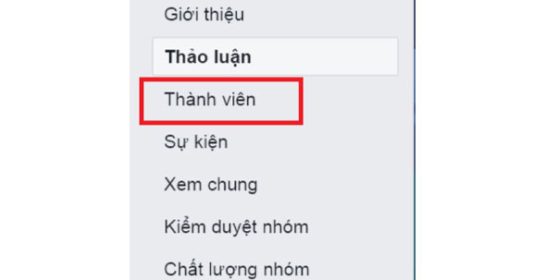 Giới thiệu
Thảo luận
Thành viên
Sự kiện
Xem chung
Kiểm duyệt nhóm
Chất lượng nhóm